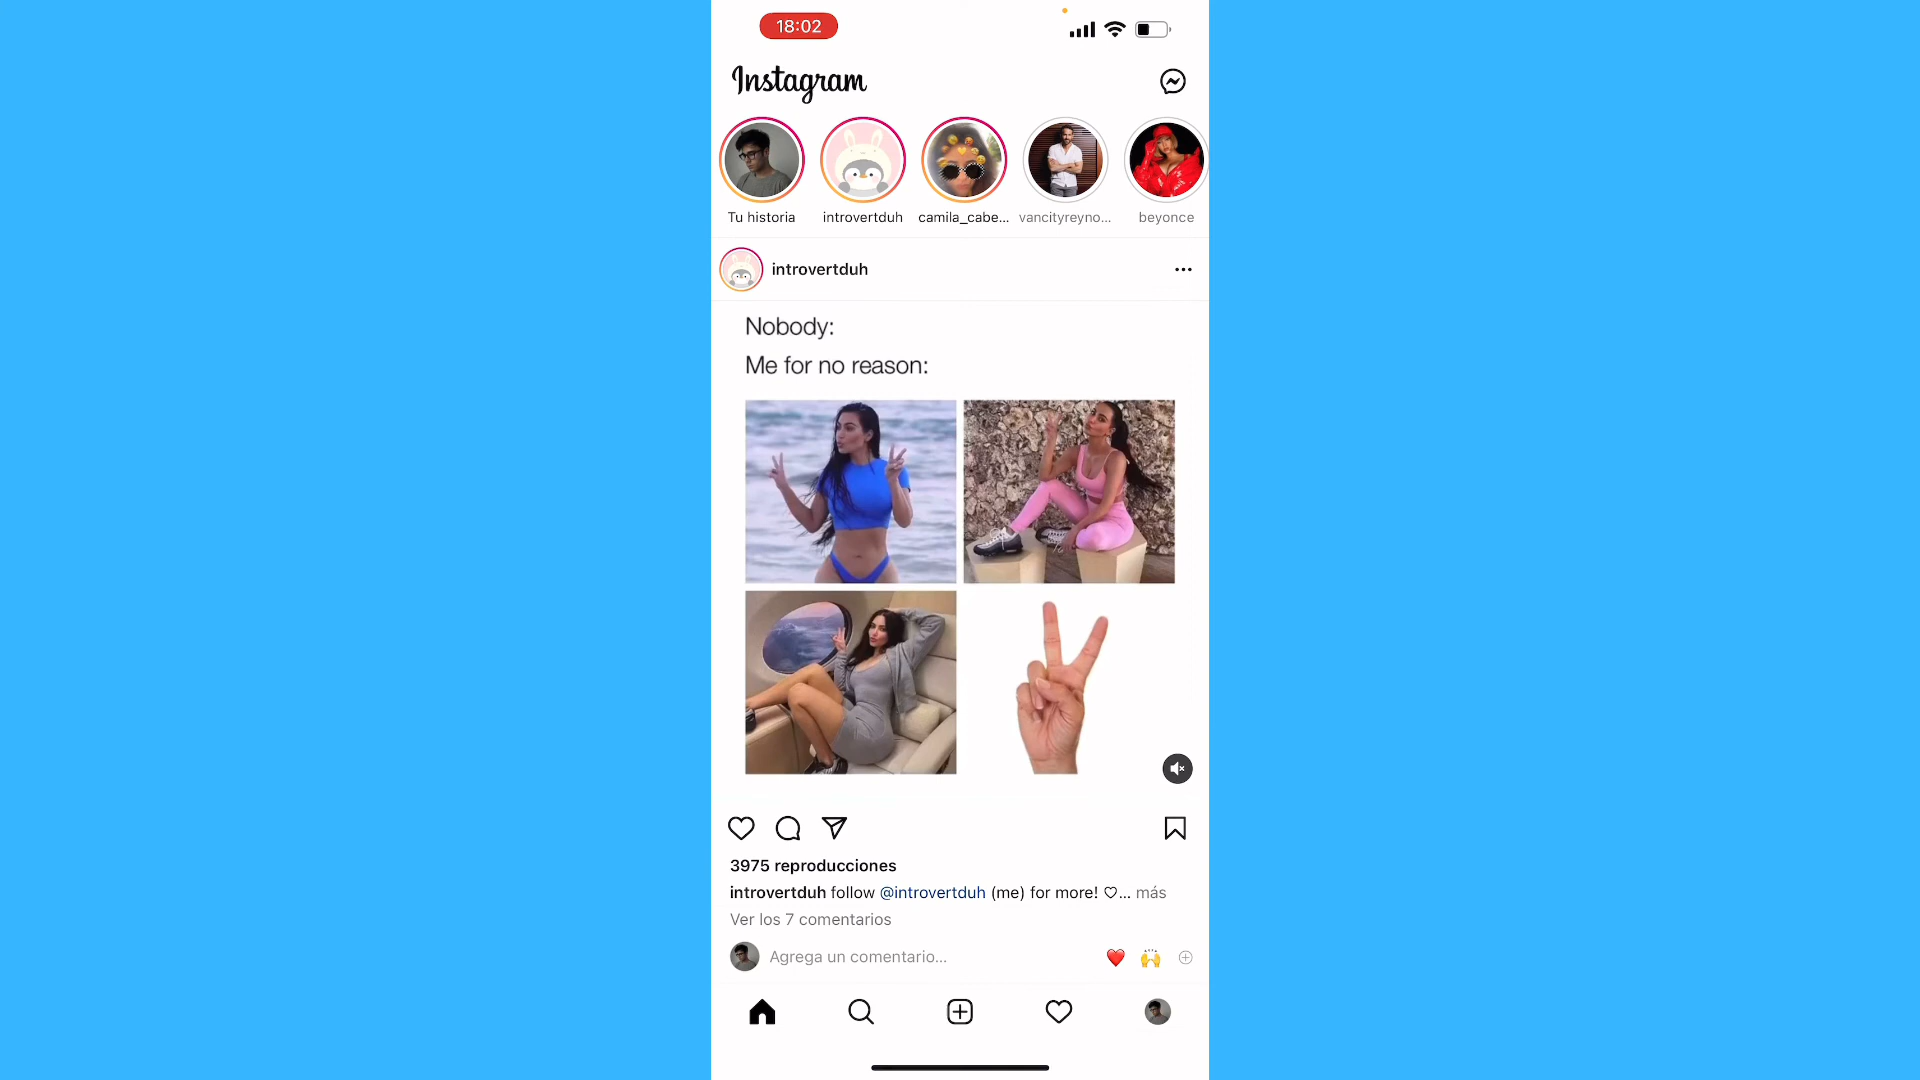 18:02
Instagram
Tu historia
introvertduh
camila_cabe...
vancityreyno...
beyonce
introvertduh
Nobody:
Me for no reason:
3975 reproducciones
introvertduh follow @introvertduh (me) for more! ♡... más
Ver los 7 comentarios
Agrega un comentario...